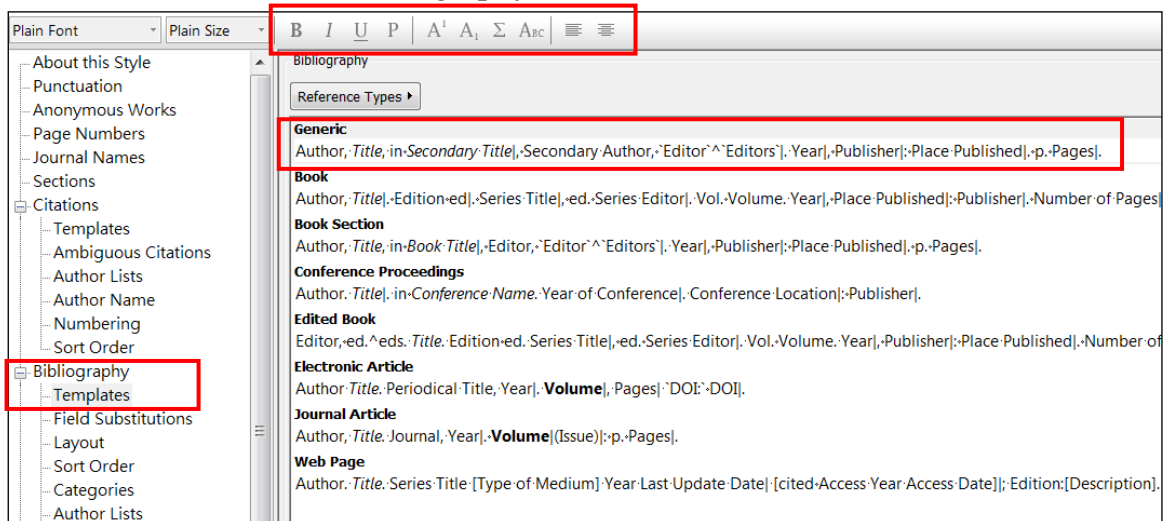 Plain Font Plain Size B I U P A¹ A₁ Σ ABC
About this Style
Punctuation
Anonymous Works
Page Numbers
Journal Names
Sections
Citations
Templates
Ambiguous Citations
Author Lists
Author Name
Numbering
Sort Order
Bibliography
Templates
Field Substitutions
Layout
Sort Order
Categories
Author Lists
Bibliography
Reference Types
Generic
Author,·Title,·in◦Secondary Title|,◦Secondary·Author,◦`Editor`^`Editors`|.·Year|,◦Publisher|:◦Place·Published|.◦p.◦Pages|.
Book
Author,·Title|.◦Edition◦ed|.◦Series·Title|,◦ed.◦Series·Editor|.·Vol.◦Volume.·Year|,◦Place·Published|:◦Publisher|.◦Number·of·Pages|
Book Section
Author,·Title,·in◦Book·Title|,◦Editor,◦`Editor`^`Editors`|.·Year|,◦Publisher|:◦Place·Published|.◦p.◦Pages|.
Conference Proceedings
Author.·Title|.·in◦Conference·Name.·Year·of·Conference|.·Conference·Location|:◦Publisher|.
Edited Book
Editor,◦ed.^eds.·Title.·Edition◦ed.·Series·Title|,◦ed.◦Series·Editor|.·Vol.◦Volume.·Year|,◦Publisher|:◦Place·Published|.◦Number·of
Electronic Article
Author·Title.·Periodical·Title,·Year|.·Volume|,·Pages|·`DOI:`◦DOI|.
Journal Article
Author,·Title.·Journal,·Year|.◦Volume|(Issue)|:◦p.◦Pages|.
Web Page
Author.·Title.·Series·Title·[Type·of·Medium]·Year·Last·Update·Date|·[cited◦Access·Year·Access·Date]|;·Edition:[Description].